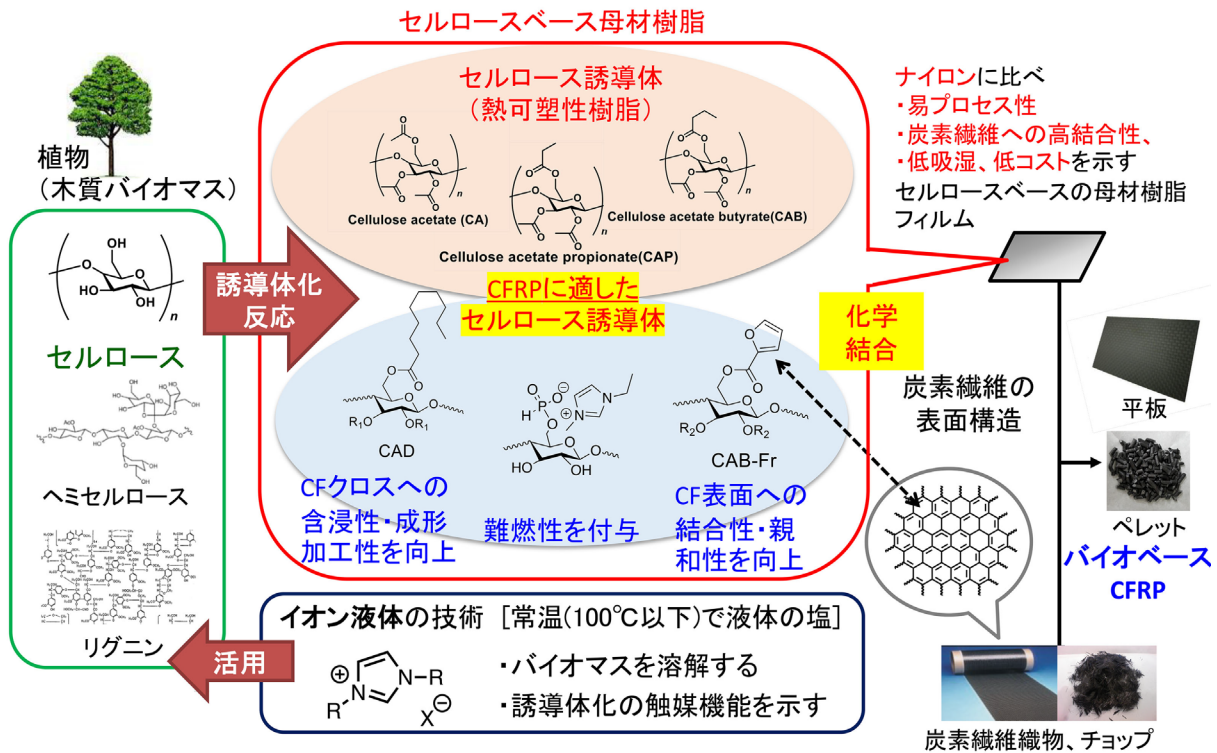 セルロースベース母材樹脂
植物
（木質バイオマス）
OH
O
O
HO
OH
n
セルロース
ヘミセルロース
リグニン
誘導体化
反応
セルロース誘導体
（熱可塑性樹脂）
Cellulose acetate (CA)
Cellulose acetate propionate(CAP)
Cellulose acetate butyrate(CAB)
CFRPに適した
セルロース誘導体
CAD
CAB-Fr
CFクロスへの
含浸性・成形
加工性を向上
難燃性を付与
CF表面への
結合性・親
和性を向上
ナイロンに比べ
・易プロセス性
・炭素繊維への高結合性、
・低吸湿、低コストを示す
セルロースベースの母材樹脂
フィルム
化学
結合
炭素繊維の
表面構造
平板
ペレット
バイオベース
CFRP
炭素繊維織物、チョップ
イオン液体の技術 [常温(100℃以下)で液体の塩]
・バイオマスを溶解する
・誘導体化の触媒機能を示す
N
N–R
R
X
活用